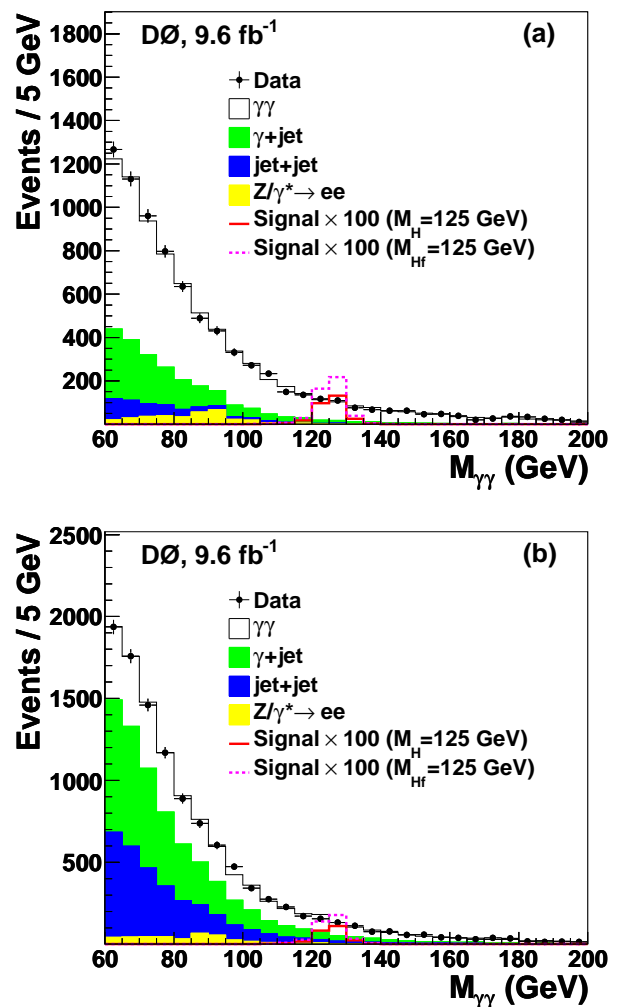 DØ, 9.6 fb⁻¹
(a)
Data
γγ
γ+jet
jet+jet
Z/γ*→ ee
Signal × 100 (M_H=125 GeV)
Signal × 100 (M_Hf=125 GeV)
Events / 5 GeV
1800
1600
1400
1200
1000
800
600
400
200
60 80 100 120 140 160 180 200
M_γγ (GeV)
DØ, 9.6 fb⁻¹
(b)
Data
γγ
γ+jet
jet+jet
Z/γ*→ ee
Signal × 100 (M_H=125 GeV)
Signal × 100 (M_Hf=125 GeV)
Events / 5 GeV
2500
2000
1500
1000
500
60 80 100 120 140 160 180 200
M_γγ (GeV)